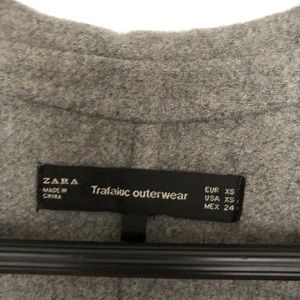 ZARA
MADE IN
CHINA
Trafaluc outerwear
EUR XS
USA XS
MEX 24